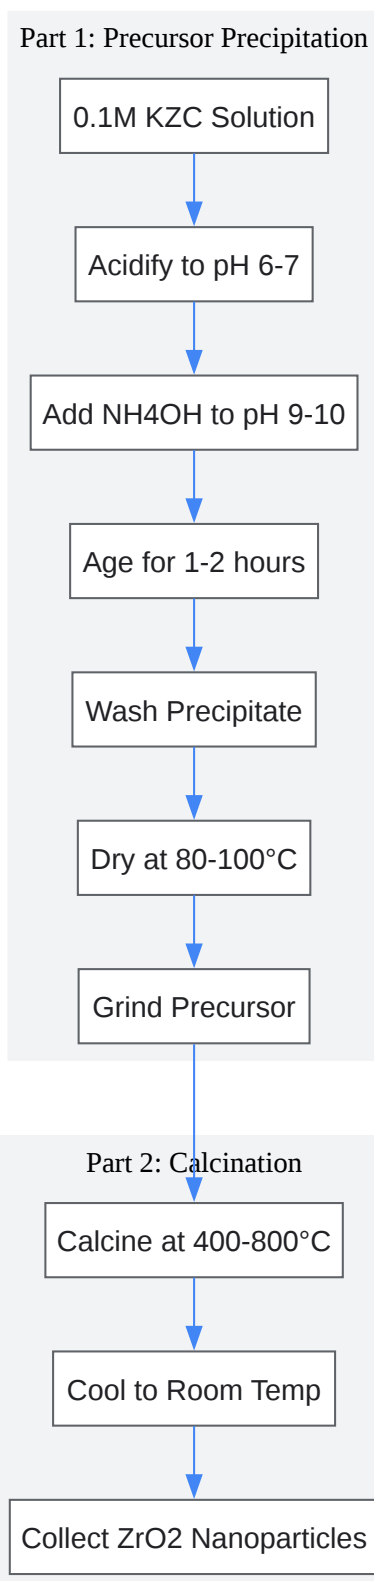 Part 1: Precursor Precipitation
0.1M KZC Solution
Acidify to pH 6-7
Add NH4OH to pH 9-10
Age for 1-2 hours
Wash Precipitate
Dry at 80-100°C
Grind Precursor
Part 2: Calcination
Calcine at 400-800°C
Cool to Room Temp
Collect ZrO2 Nanoparticles